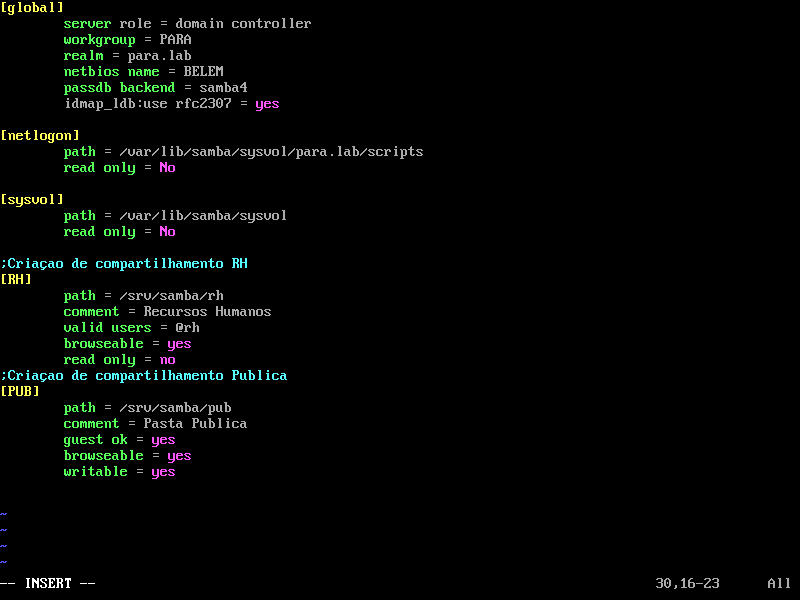 [global]
        server role = domain controller
        workgroup = PARA
        realm = para.lab
        netbios name = BELEM
        passdb backend = samba4
        idmap_ldb:use rfc2307 = yes

[netlogon]
        path = /var/lib/samba/sysvol/para.lab/scripts
        read only = No

[sysvol]
        path = /var/lib/samba/sysvol
        read only = No

;Criaçao de compartilhamento RH
[RH]
        path = /srv/samba/rh
        comment = Recursos Humanos
        valid users = @rh
        browseable = yes
        read only = no
;Criaçao de compartilhamento Publica
[PUB]
        path = /srv/samba/pub
        comment = Pasta Publica
        guest ok = yes
        browseable = yes
        writable = yes

~
~
~
~
-- INSERT -- 30,16-23 All